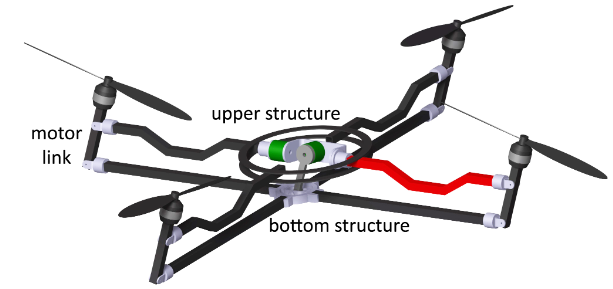 upper structure
motor
link
bottom structure